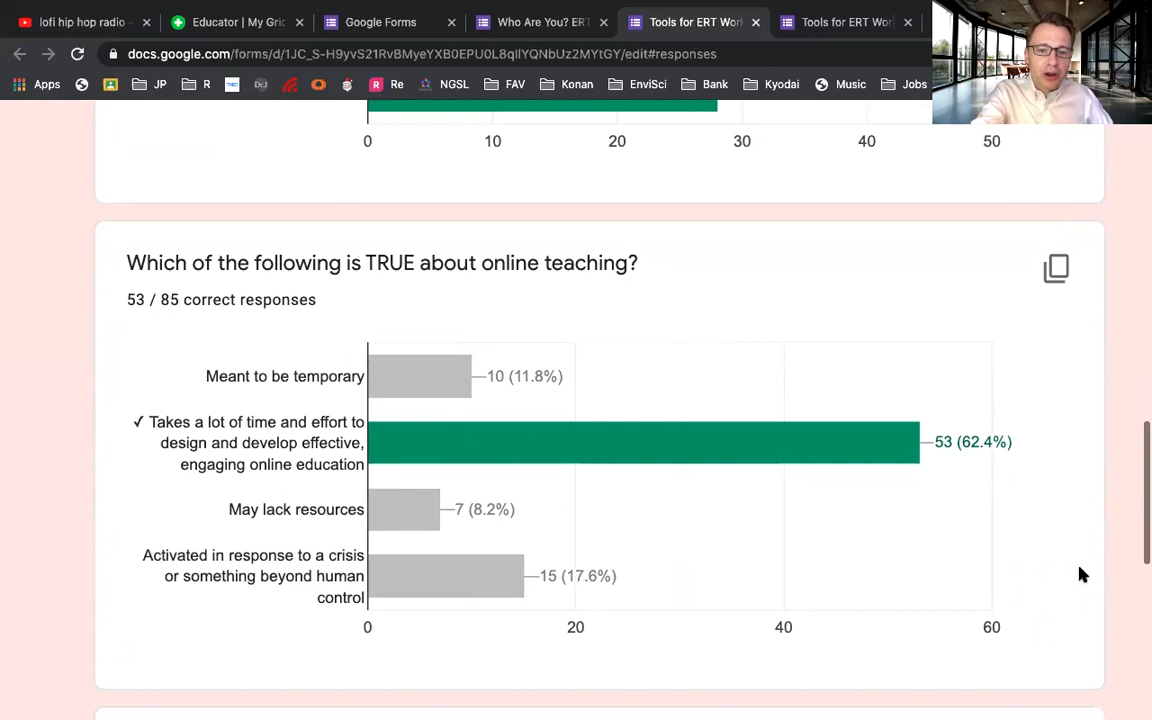 lofi hip hop radio -
Educator | My Gri
Google Forms
Who Are You? ERT
Tools for ERT Wor
Tools for ERT Wor
docs.google.com/forms/d/1JC_S-H9yvS21RvBMyeYXB0EPU0L8qIlYQNbUz2MYtGY/edit#responses
Apps
JP
R
Re
NGSL
FAV
Konan
EnviSci
Bank
Kyodai
Music
Jobs
0 10 20 30 40 50
Which of the following is TRUE about online teaching?
53 / 85 correct responses
Meant to be temporary
10 (11.8%)
✓ Takes a lot of time and effort to
design and develop effective,
engaging online education
53 (62.4%)
May lack resources
7 (8.2%)
Activated in response to a crisis
or something beyond human
control
15 (17.6%)
0 20 40 60